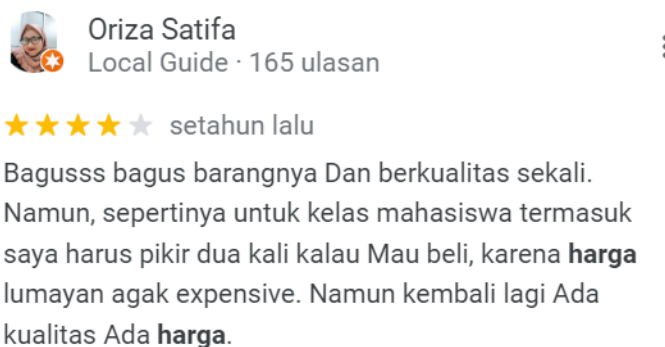 Oriza Satifa
Local Guide · 165 ulasan
setahun lalu
Bagusss bagus barangnya Dan berkualitas sekali.
Namun, sepertinya untuk kelas mahasiswa termasuk
saya harus pikir dua kali kalau Mau beli, karena harga
lumayan agak expensive. Namun kembali lagi Ada
kualitas Ada harga.